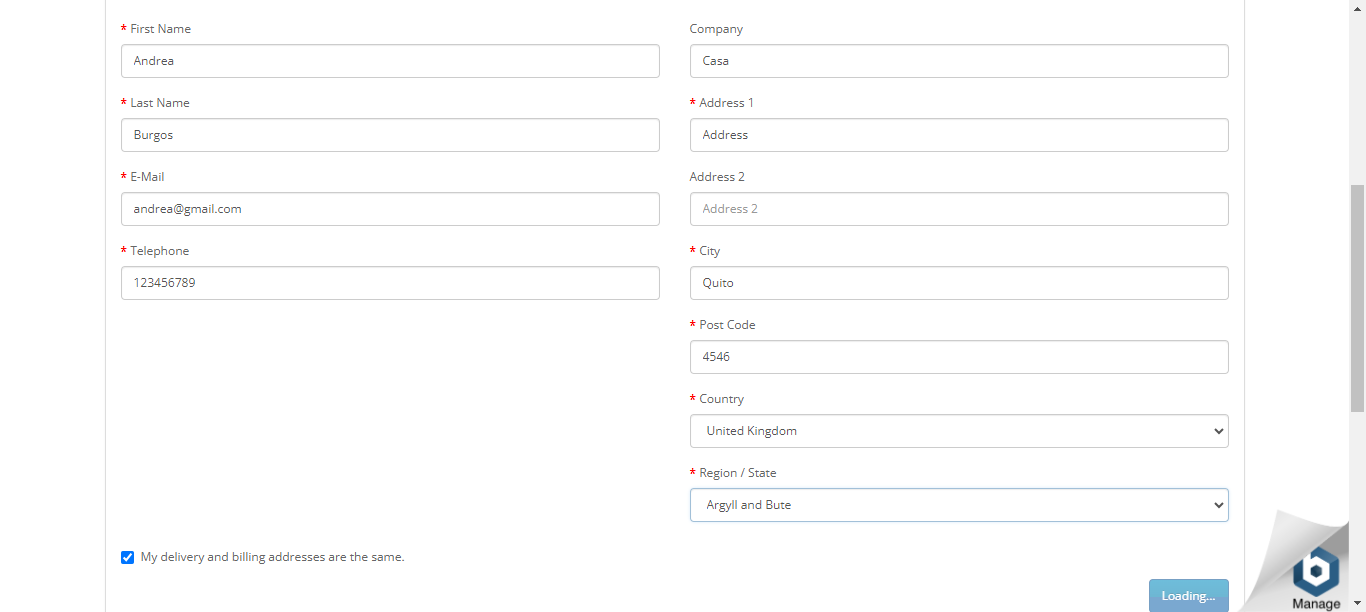 * First Name
Andrea
* Last Name
Burgos
* E-Mail
andrea@gmail.com
* Telephone
123456789
Company
Casa
* Address 1
Address
Address 2
Address 2
* City
Quito
* Post Code
4546
* Country
United Kingdom
* Region / State
Argyll and Bute
My delivery and billing addresses are the same.
Loading...
b
Manage